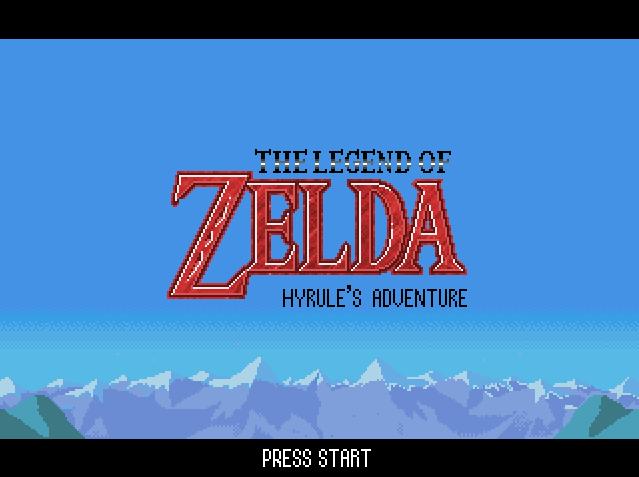 THE LEGEND OF
ZELDA
HYRULE'S ADVENTURE
PRESS START